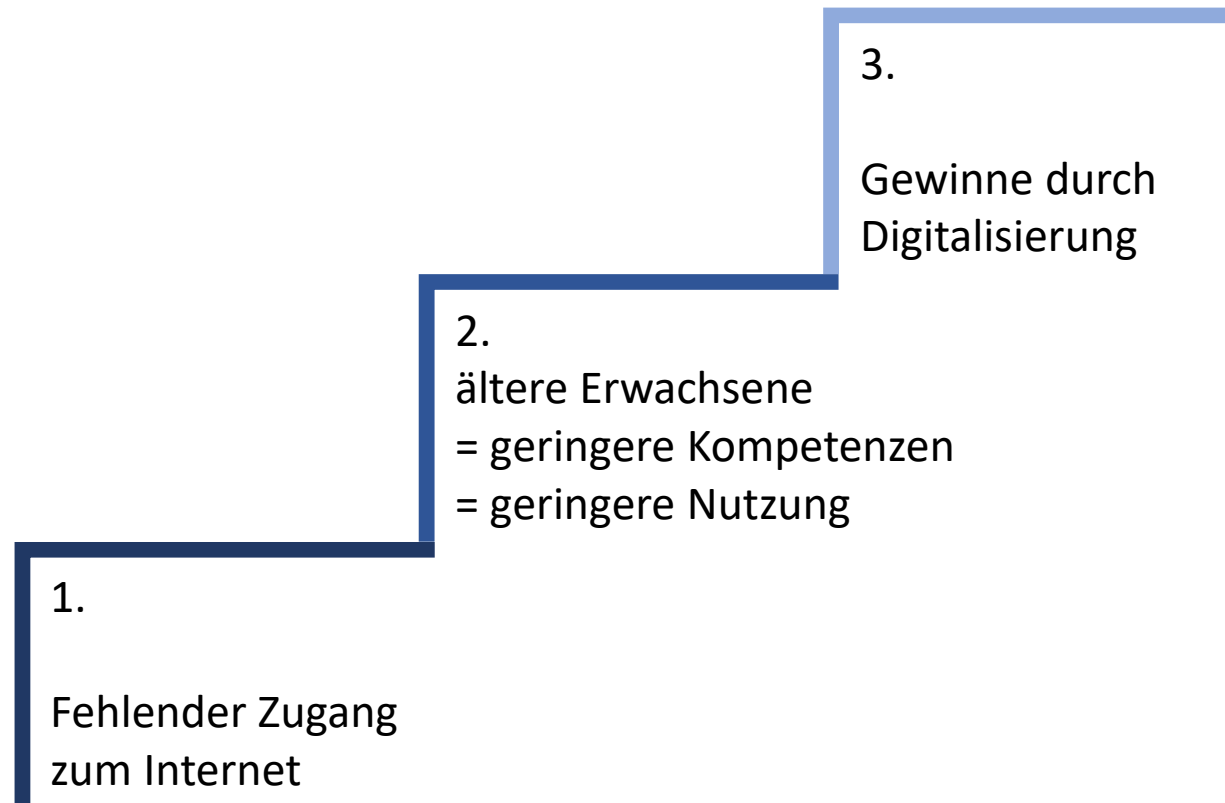 3.
Gewinne durch
Digitalisierung
2.
ältere Erwachsene
= geringere Kompetenzen
= geringere Nutzung
1.
Fehlender Zugang
zum Internet